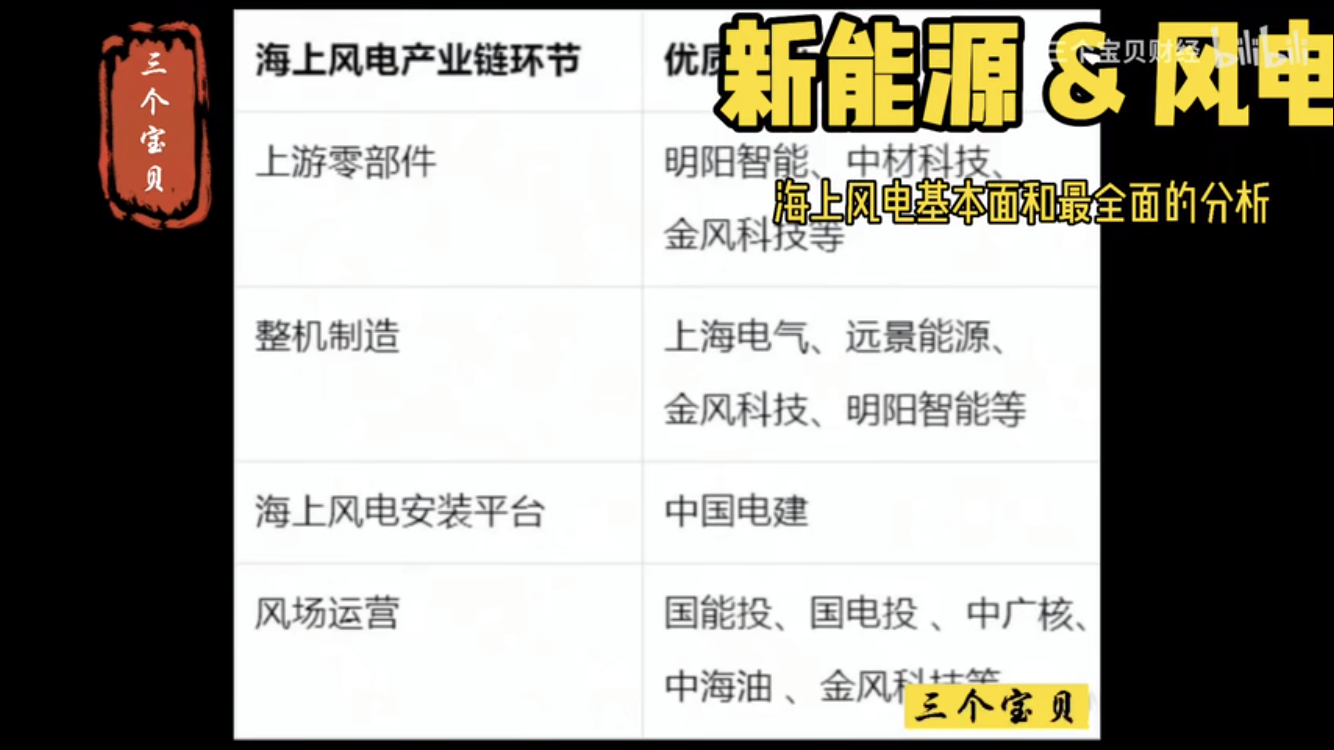 三个宝贝
新能源 & 风电
三个宝贝财经 bilibili
海上风电基本面和最全面的分析
海上风电产业链环节 优质
上游零部件 明阳智能、中材科技、
金风科技等
整机制造 上海电气、远景能源、
金风科技、明阳智能等
海上风电安装平台 中国电建
风场运营 国能投、国电投 、中广核、
中海油 、金风科技等
三个宝贝